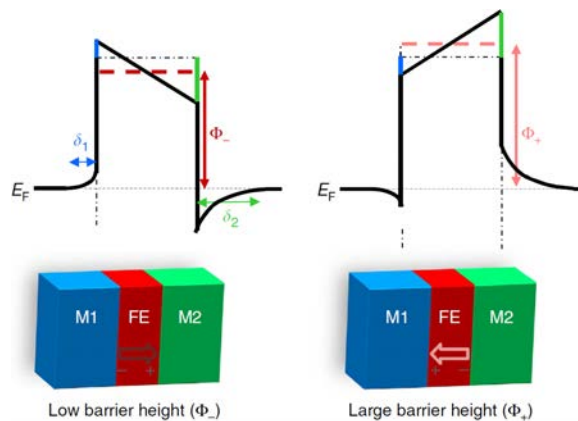 δ₁
Φ₋
E_F
δ₂
M1 FE M2
− +
Low barrier height (Φ₋)
Φ₊
E_F
M1 FE M2
+ −
Large barrier height (Φ₊)